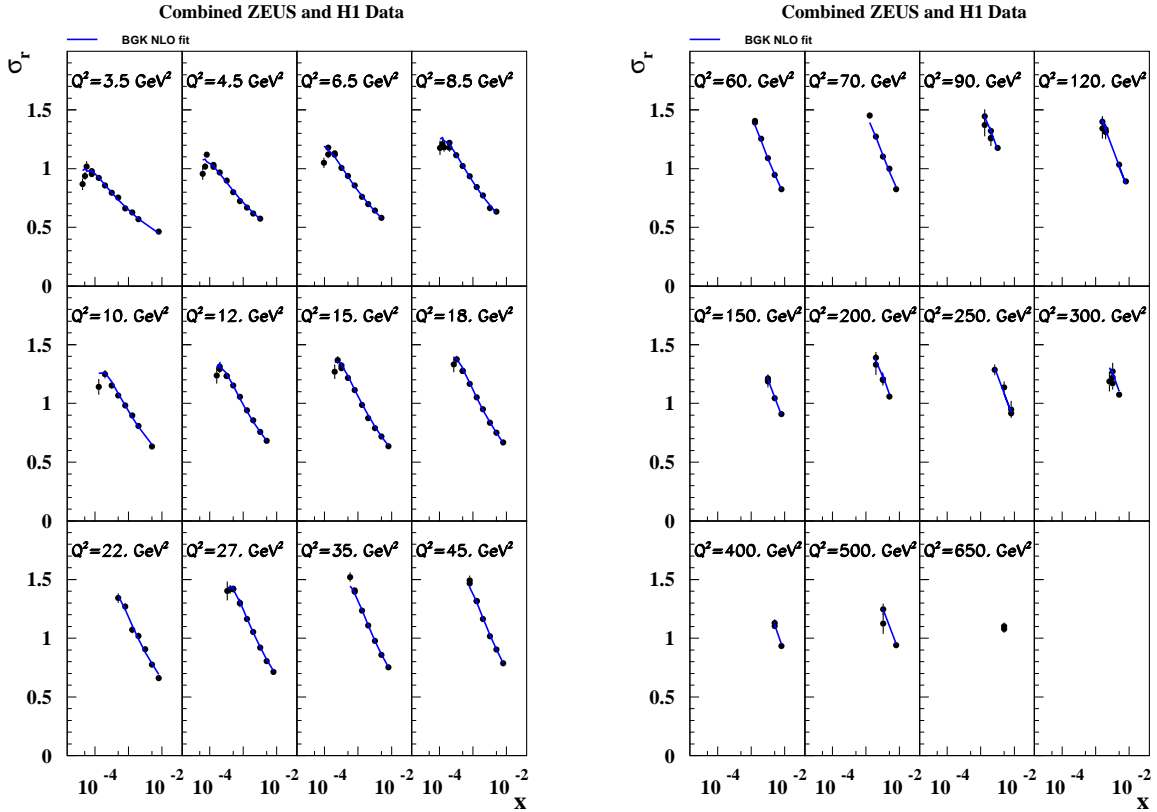 Combined ZEUS and H1 Data
BGK NLO fit
σr
Q²=3.5 GeV² Q²=4.5 GeV² Q²=6.5 GeV² Q²=8.5 GeV²
1.5
1
0.5
0
Q²=10. GeV² Q²=12. GeV² Q²=15. GeV² Q²=18. GeV²
1.5
1
0.5
0
Q²=22. GeV² Q²=27. GeV² Q²=35. GeV² Q²=45. GeV²
1.5
1
0.5
0
10⁻⁴ 10⁻² 10⁻⁴ 10⁻² 10⁻⁴ 10⁻² 10⁻⁴ 10⁻²
x
Combined ZEUS and H1 Data
BGK NLO fit
σr
Q²=60. GeV² Q²=70. GeV² Q²=90. GeV² Q²=120. GeV²
1.5
1
0.5
0
Q²=150. GeV² Q²=200. GeV² Q²=250. GeV² Q²=300. GeV²
1.5
1
0.5
0
Q²=400. GeV² Q²=500. GeV² Q²=650. GeV²
1.5
1
0.5
0
10⁻⁴ 10⁻² 10⁻⁴ 10⁻² 10⁻⁴ 10⁻² 10⁻⁴ 10⁻²
x